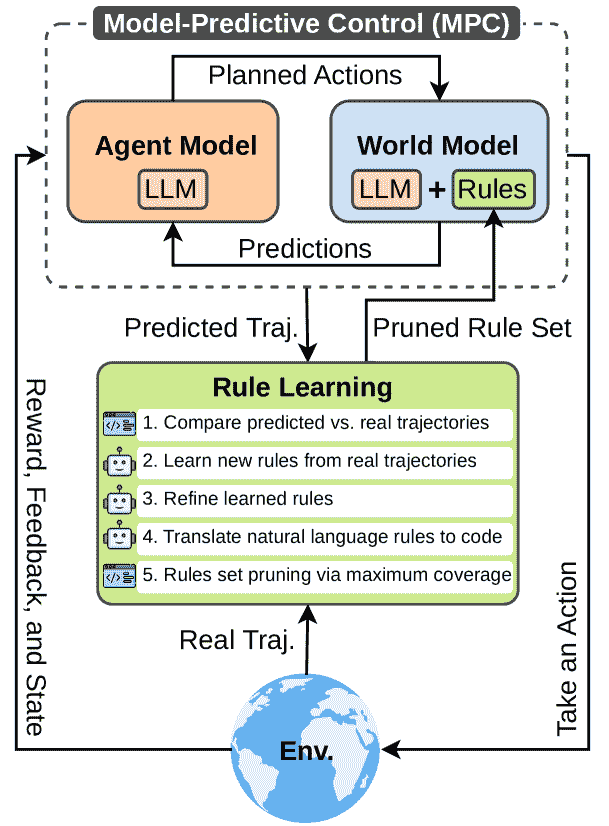 Model-Predictive Control (MPC)
Planned Actions
Agent Model
LLM
World Model
LLM + Rules
Predictions
Predicted Traj.
Pruned Rule Set
Rule Learning
1. Compare predicted vs. real trajectories
2. Learn new rules from real trajectories
3. Refine learned rules
4. Translate natural language rules to code
5. Rules set pruning via maximum coverage
Reward, Feedback, and State
Take an Action
Real Traj.
Env.